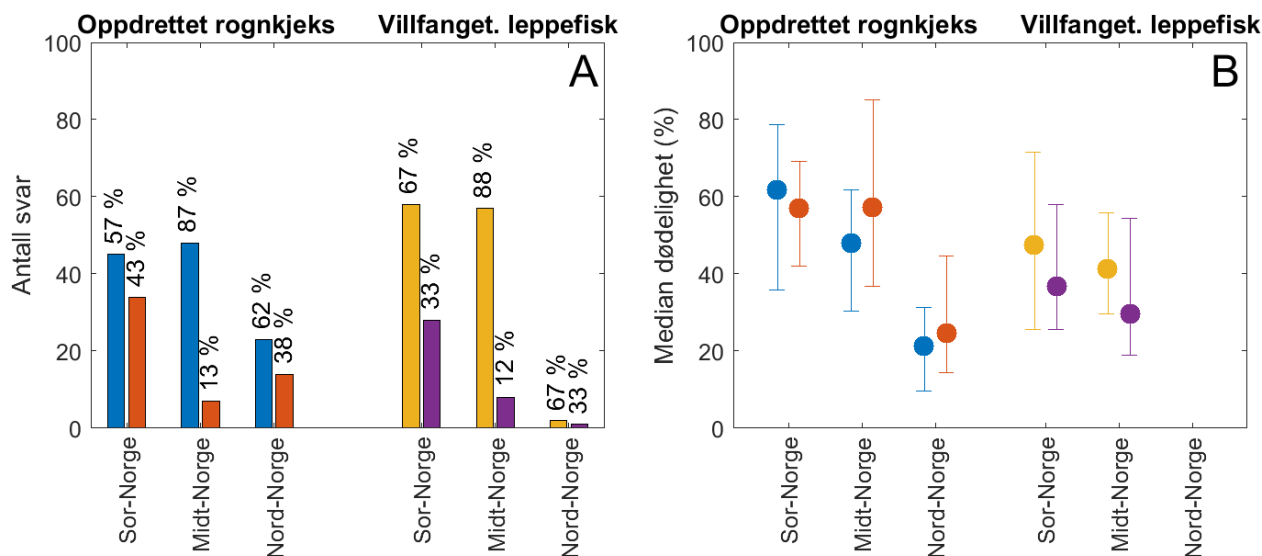 Oppdrettet rognkjeks
Villfanget. leppefisk
A
Antall svar
100
80
60
40
20
0
57 %
43 %
87 %
13 %
62 %
38 %
67 %
33 %
88 %
12 %
67 %
33 %
Sor-Norge
Midt-Norge
Nord-Norge
Sor-Norge
Midt-Norge
Nord-Norge
Oppdrettet rognkjeks
Villfanget. leppefisk
B
Median dødelighet (%)
100
80
60
40
20
0
Sor-Norge
Midt-Norge
Nord-Norge
Sor-Norge
Midt-Norge
Nord-Norge